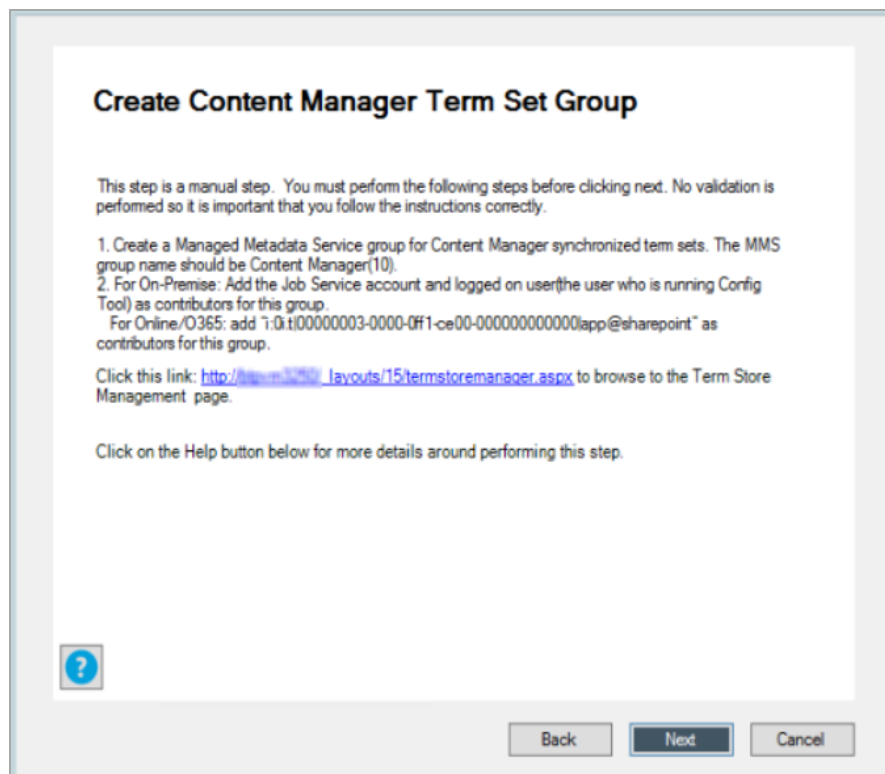 Create Content Manager Term Set Group
This step is a manual step. You must perform the following steps before clicking next. No validation is
performed so it is important that you follow the instructions correctly.
1. Create a Managed Metadata Service group for Content Manager synchronized term sets. The MMS
group name should be Content Manager(10).
2. For On-Premise: Add the Job Service account and logged on user(the user who is running Config
Tool) as contributors for this group.
For Online/O365: add "i:0i.t|00000003-0000-0ff1-ce00-000000000000|app@sharepoint" as
contributors for this group.
Click this link: http:// _layouts/15/termstoremanager.aspx to browse to the Term Store
Management page.
Click on the Help button below for more details around performing this step.
?
Back Next Cancel